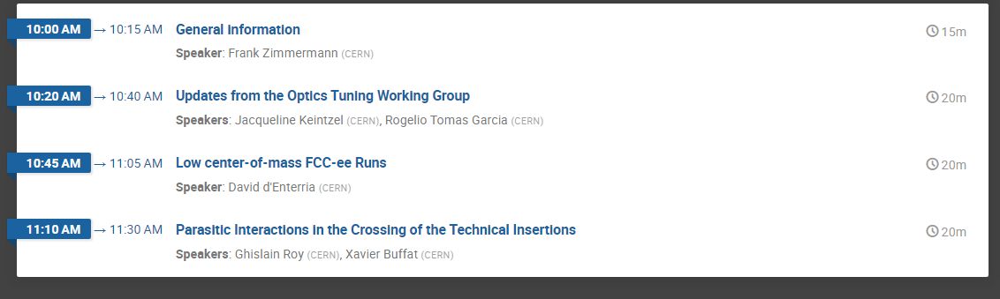 10:00 AM → 10:15 AM General information 15m
Speaker: Frank Zimmermann (CERN)
10:20 AM → 10:40 AM Updates from the Optics Tuning Working Group 20m
Speakers: Jacqueline Keintzel (CERN), Rogelio Tomas Garcia (CERN)
10:45 AM → 11:05 AM Low center-of-mass FCC-ee Runs 20m
Speaker: David d'Enterria (CERN)
11:10 AM → 11:30 AM Parasitic Interactions in the Crossing of the Technical Insertions 20m
Speakers: Ghislain Roy (CERN), Xavier Buffat (CERN)